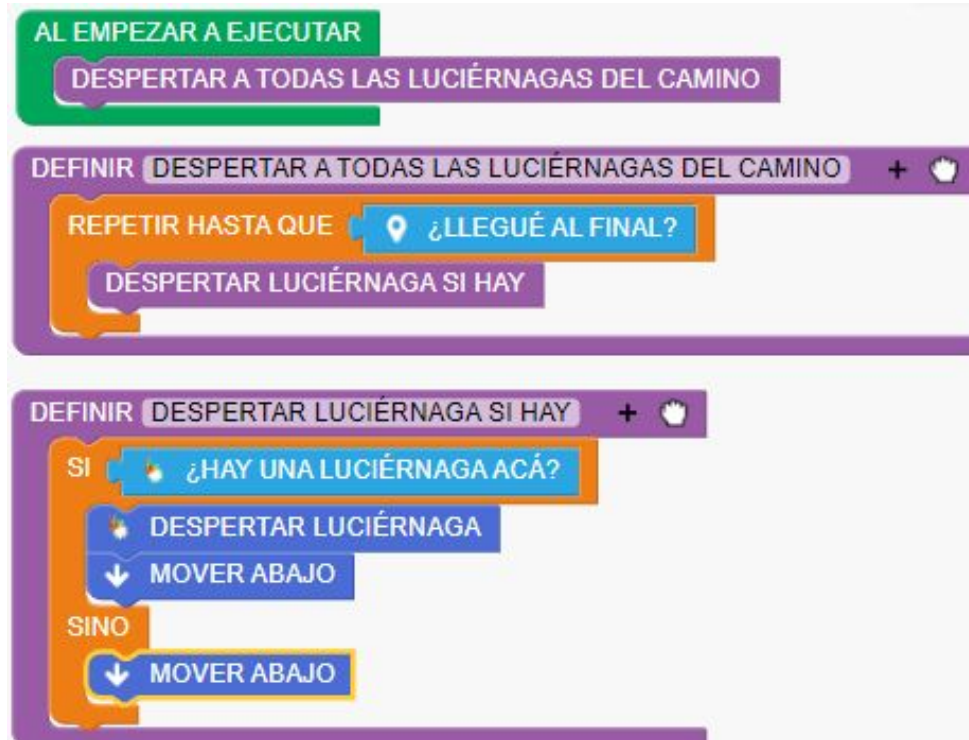 AL EMPEZAR A EJECUTAR
DESPERTAR A TODAS LAS LUCIÉRNAGAS DEL CAMINO
DEFINIR DESPERTAR A TODAS LAS LUCIÉRNAGAS DEL CAMINO +
REPETIR HASTA QUE ¿LLEGUÉ AL FINAL?
DESPERTAR LUCIÉRNAGA SI HAY
DEFINIR DESPERTAR LUCIÉRNAGA SI HAY +
SI ¿HAY UNA LUCIÉRNAGA ACÁ?
DESPERTAR LUCIÉRNAGA
MOVER ABAJO
SINO
MOVER ABAJO